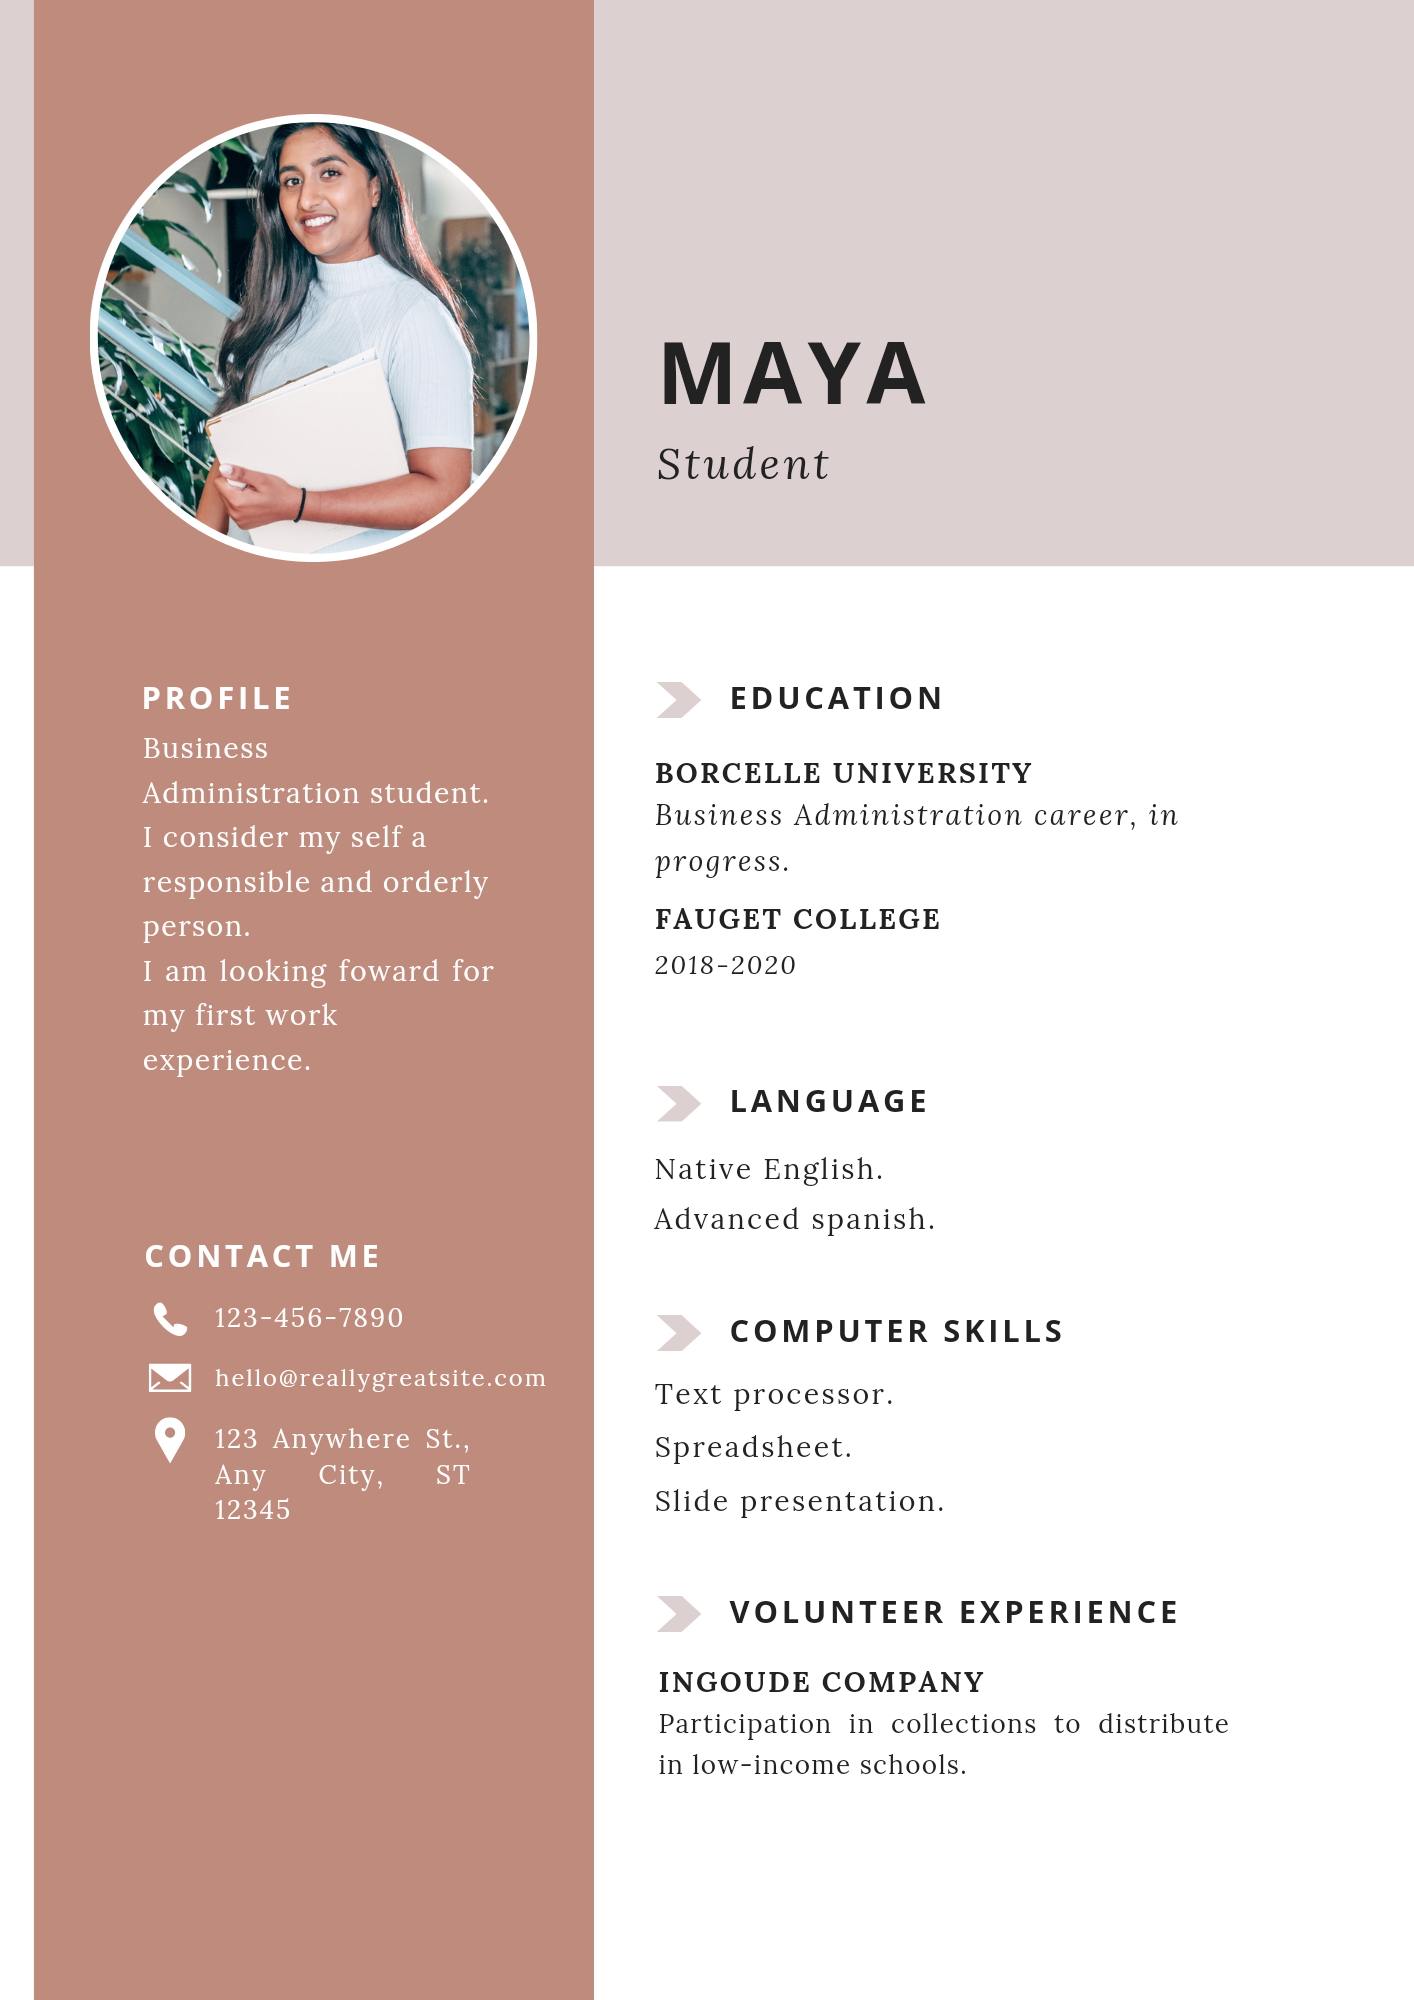 MAYA
Student
PROFILE
Business
Administration student.
I consider my self a
responsible and orderly
person.
I am looking foward for
my first work
experience.
CONTACT ME
123-456-7890
hello@reallygreatsite.com
123 Anywhere St.,
Any City, ST
12345
EDUCATION
BORCELLE UNIVERSITY
Business Administration career, in
progress.
FAUGET COLLEGE
2018-2020
LANGUAGE
Native English.
Advanced spanish.
COMPUTER SKILLS
Text processor.
Spreadsheet.
Slide presentation.
VOLUNTEER EXPERIENCE
INGOUDE COMPANY
Participation in collections to distribute
in low-income schools.